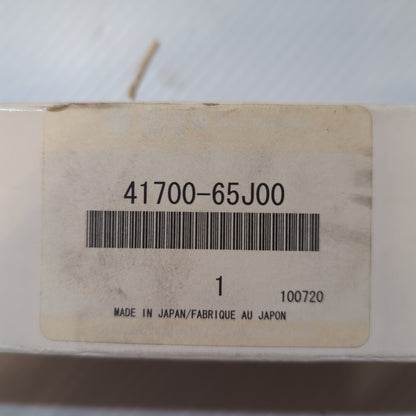 41700-65J00
1
100720
MADE IN JAPAN/FABRIQUE AU JAPON